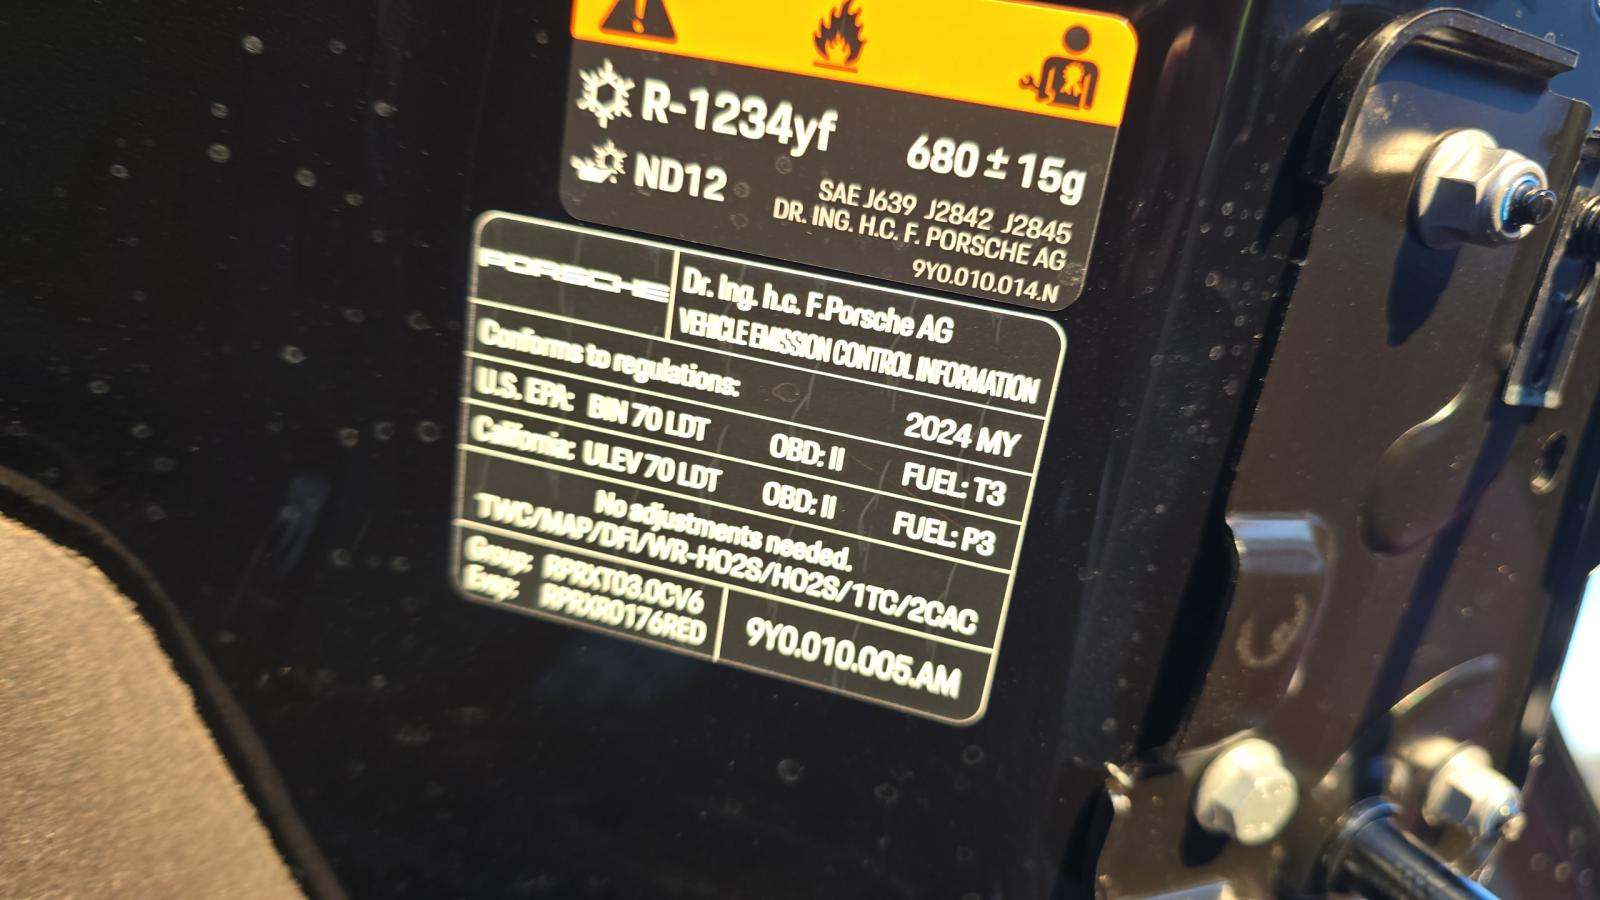 R-1234yf 680 ± 15g
ND12
SAE J639 J2842 J2845
DR. ING. H.C. F. PORSCHE AG
9Y0.010.014.N
PORSCHE
Dr. Ing. h.c. F.Porsche AG
VEHICLE EMISSION CONTROL INFORMATION
Conforms to regulations: 2024 MY
U.S. EPA: BIN 70 LDT OBD: II FUEL: T3
California: ULEV 70 LDT OBD: II FUEL: P3
No adjustments needed.
TWC/MAP/DFI/WR-HO2S/HO2S/1TC/2CAC
Group: RPRXT03.0CV6
Evap: RPRXR0176RED
9Y0.010.005.AM